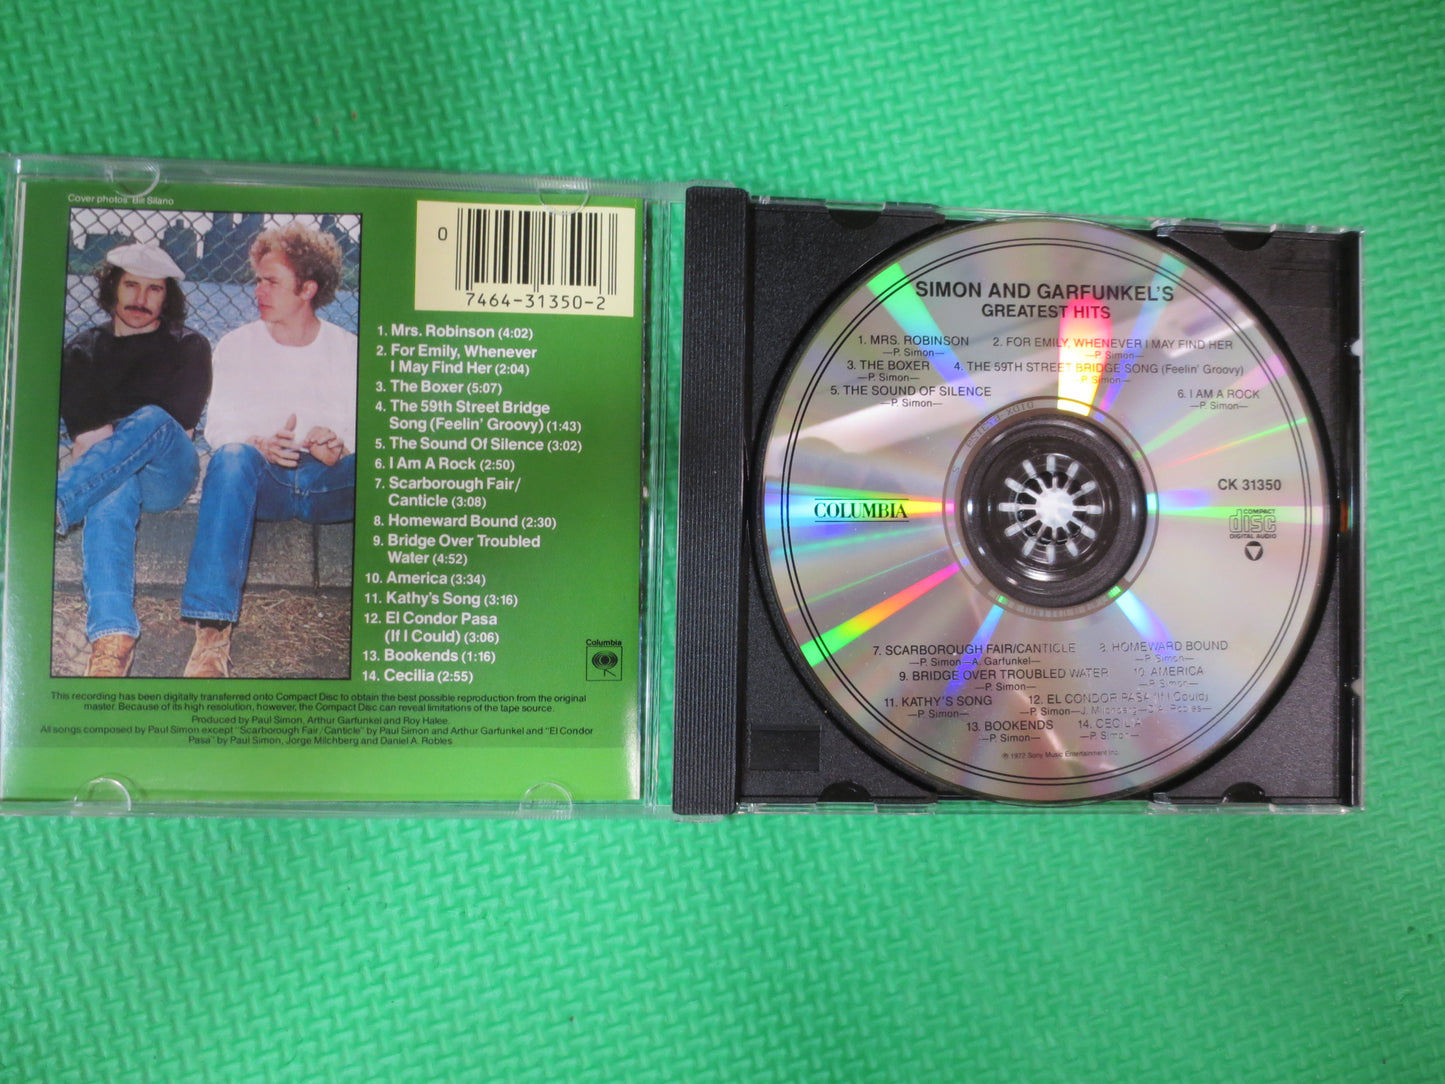 Cover photos: Bill Silano
0
7464-31350-2
1. Mrs. Robinson (4:02)
2. For Emily, Whenever
I May Find Her (2:04)
3. The Boxer (5:07)
4. The 59th Street Bridge
Song (Feelin' Groovy) (1:43)
5. The Sound Of Silence (3:02)
6. I Am A Rock (2:50)
7. Scarborough Fair/
Canticle (3:08)
8. Homeward Bound (2:30)
9. Bridge Over Troubled
Water (4:52)
10. America (3:34)
11. Kathy's Song (3:16)
12. El Condor Pasa
(If I Could) (3:06)
13. Bookends (1:16)
14. Cecilia (2:55)
Columbia
This recording has been digitally transferred onto Compact Disc to obtain the best possible reproduction from the original
master. Because of its high resolution, however, the Compact Disc can reveal limitations of the tape source.
Produced by Paul Simon, Arthur Garfunkel and Roy Halee.
All songs composed by Paul Simon except "Scarborough Fair/Canticle" by Paul Simon and Arthur Garfunkel and "El Condor
Pasa" by Paul Simon, Jorge Milchberg and Daniel A. Robles
SIMON AND GARFUNKEL'S
GREATEST HITS
1. MRS. ROBINSON 2. FOR EMILY, WHENEVER I MAY FIND HER
—P. Simon— —P. Simon—
3. THE BOXER 4. THE 59TH STREET BRIDGE SONG (Feelin' Groovy)
—P. Simon— —P. Simon—
5. THE SOUND OF SILENCE 6. I AM A ROCK
—P. Simon— —P. Simon—
CK 31350
COLUMBIA
COMPACT
disc
DIGITAL AUDIO
7. SCARBOROUGH FAIR/CANTICLE 8. HOMEWARD BOUND
—P. Simon—A. Garfunkel— —P. Simon—
9. BRIDGE OVER TROUBLED WATER 10. AMERICA
—P. Simon— —P. Simon—
11. KATHY'S SONG 12. EL CONDOR PASA (If I Could)
—P. Simon— —P. Simon—J. Milchberg—D.A. Robles—
13. BOOKENDS 14. CECILIA
—P. Simon— —P. Simon—
℗ 1972 Sony Music Entertainment Inc.